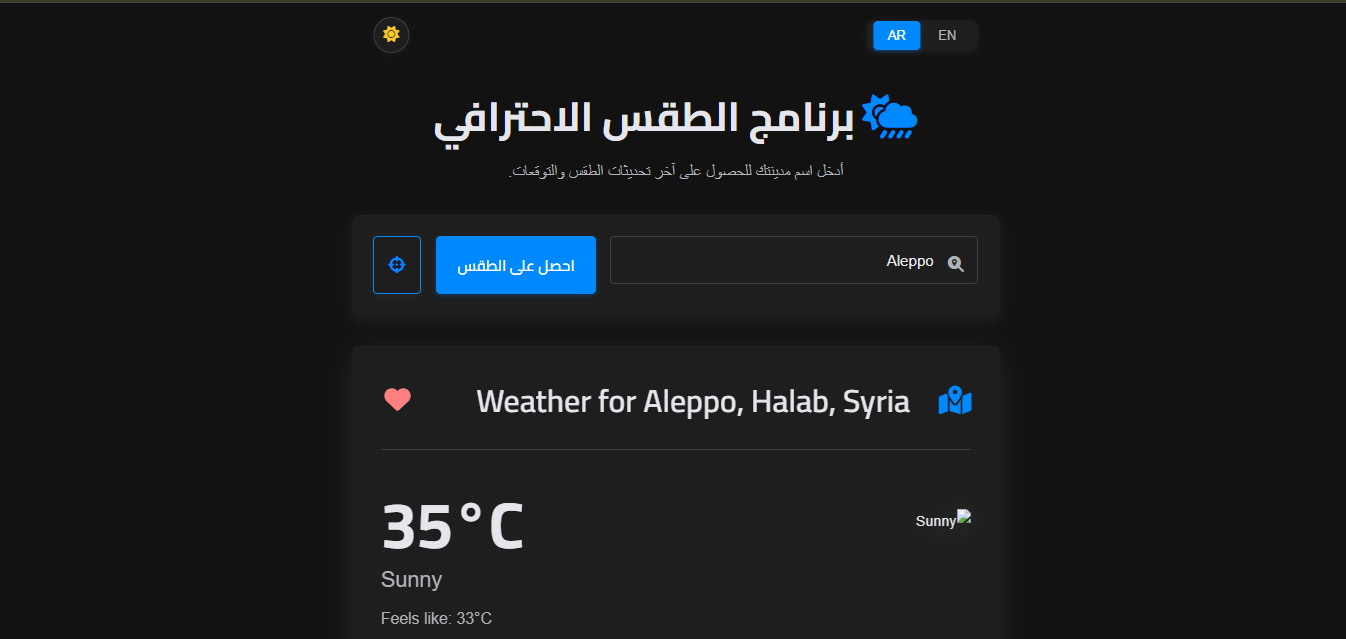 AR EN
برنامج الطقس الاحترافي
أدخل اسم مدينتك للحصول على آخر تحديثات الطقس والتوقعات.
Aleppo
احصل على الطقس
Weather for Aleppo, Halab, Syria
35°C
Sunny
Sunny
Feels like: 33°C